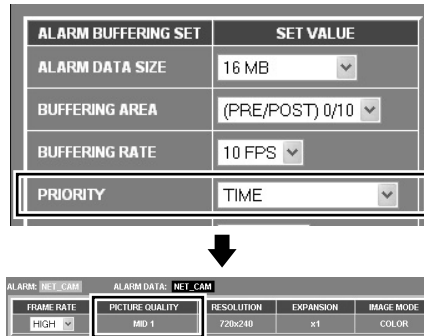 ALARM BUFFERING SET SET VALUE
ALARM DATA SIZE 16 MB
BUFFERING AREA (PRE/POST) 0/10
BUFFERING RATE 10 FPS
PRIORITY TIME
ALARM: NET_CAM ALARM DATA: NET_CAM
FRAME RATE PICTURE QUALITY RESOLUTION EXPANSION IMAGE MODE
HIGH MID 1 720x240 x1 COLOR